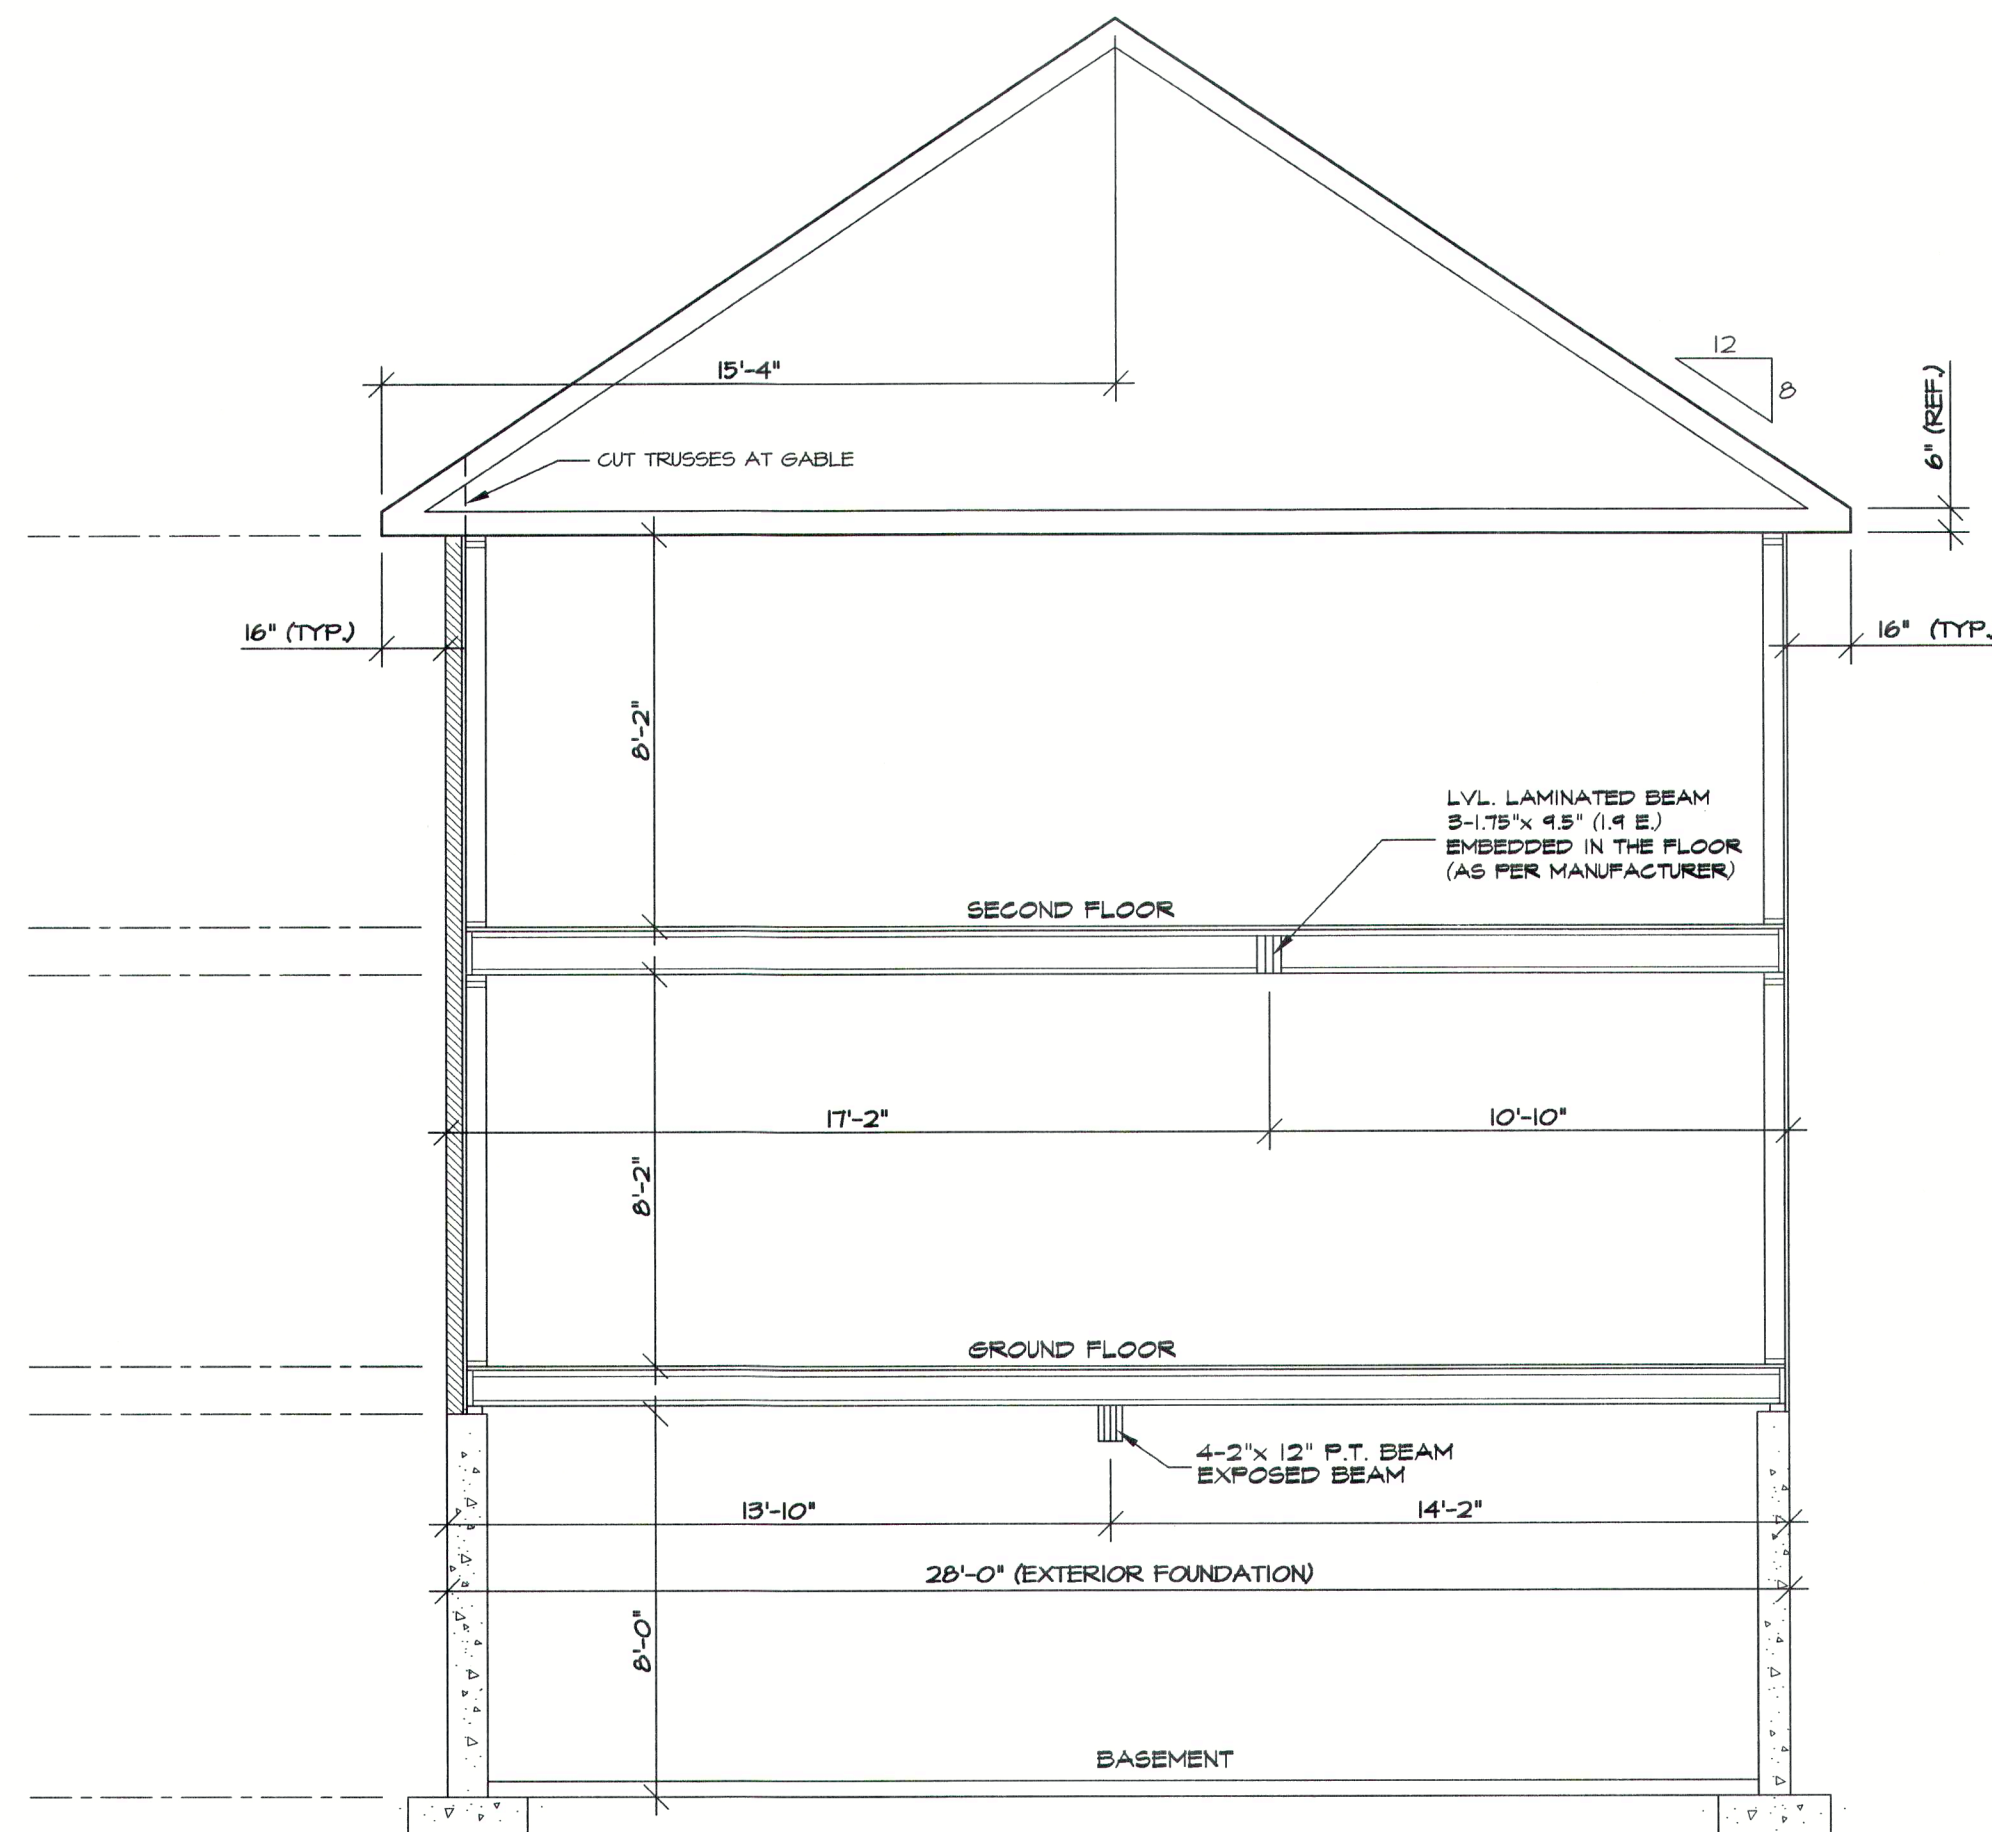 12
8
6" (REF.)
15'-4"
CUT TRUSSES AT GABLE
16" (TYP.)
16" (TYP.
8'-2"
LVL. LAMINATED BEAM
3-1.75"x 9.5" (1.9 E.)
EMBEDDED IN THE FLOOR
(AS PER MANUFACTURER)
SECOND FLOOR
17'-2"
10'-10"
8'-2"
GROUND FLOOR
4-2"x 12" P.T. BEAM
EXPOSED BEAM
13'-10"
14'-2"
28'-0" (EXTERIOR FOUNDATION)
8'-0"
BASEMENT